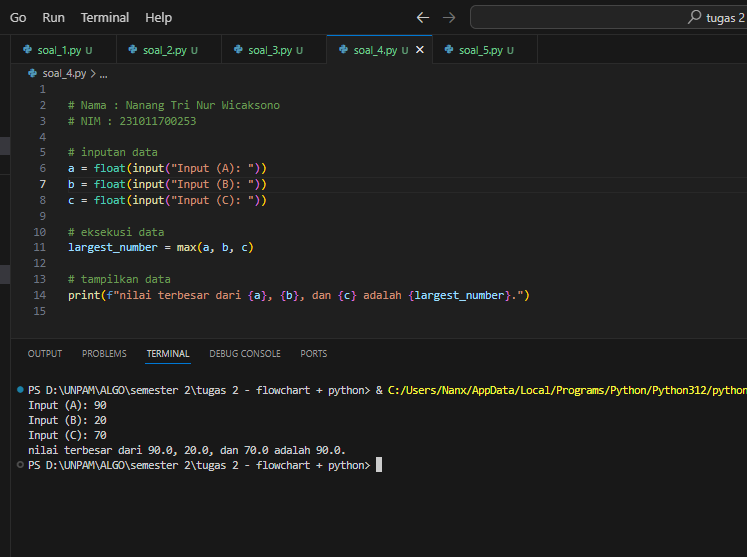 Go Run Terminal Help ← → tugas 2
soal_1.py U soal_2.py U soal_3.py U soal_4.py U × soal_5.py U
soal_4.py > ...
1
2 # Nama : Nanang Tri Nur Wicaksono
3 # NIM : 231011700253
4
5 # inputan data
6 a = float(input("Input (A): "))
7 b = float(input("Input (B): "))
8 c = float(input("Input (C): "))
9
10 # eksekusi data
11 largest_number = max(a, b, c)
12
13 # tampilkan data
14 print(f"nilai terbesar dari {a}, {b}, dan {c} adalah {largest_number}.")
15
OUTPUT PROBLEMS TERMINAL DEBUG CONSOLE PORTS
PS D:\UNPAM\ALGO\semester 2\tugas 2 - flowchart + python> & C:/Users/Nanx/AppData/Local/Programs/Python/Python312/python
Input (A): 90
Input (B): 20
Input (C): 70
nilai terbesar dari 90.0, 20.0, dan 70.0 adalah 90.0.
PS D:\UNPAM\ALGO\semester 2\tugas 2 - flowchart + python>